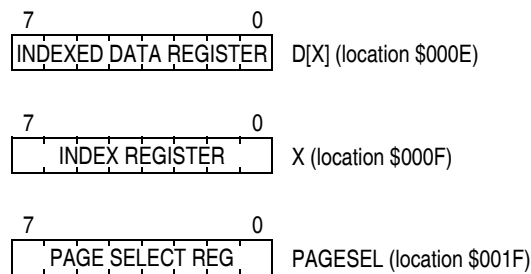 7 0
INDEXED DATA REGISTER D[X] (location $000E)
7 0
INDEX REGISTER X (location $000F)
7 0
PAGE SELECT REG PAGESEL (location $001F)